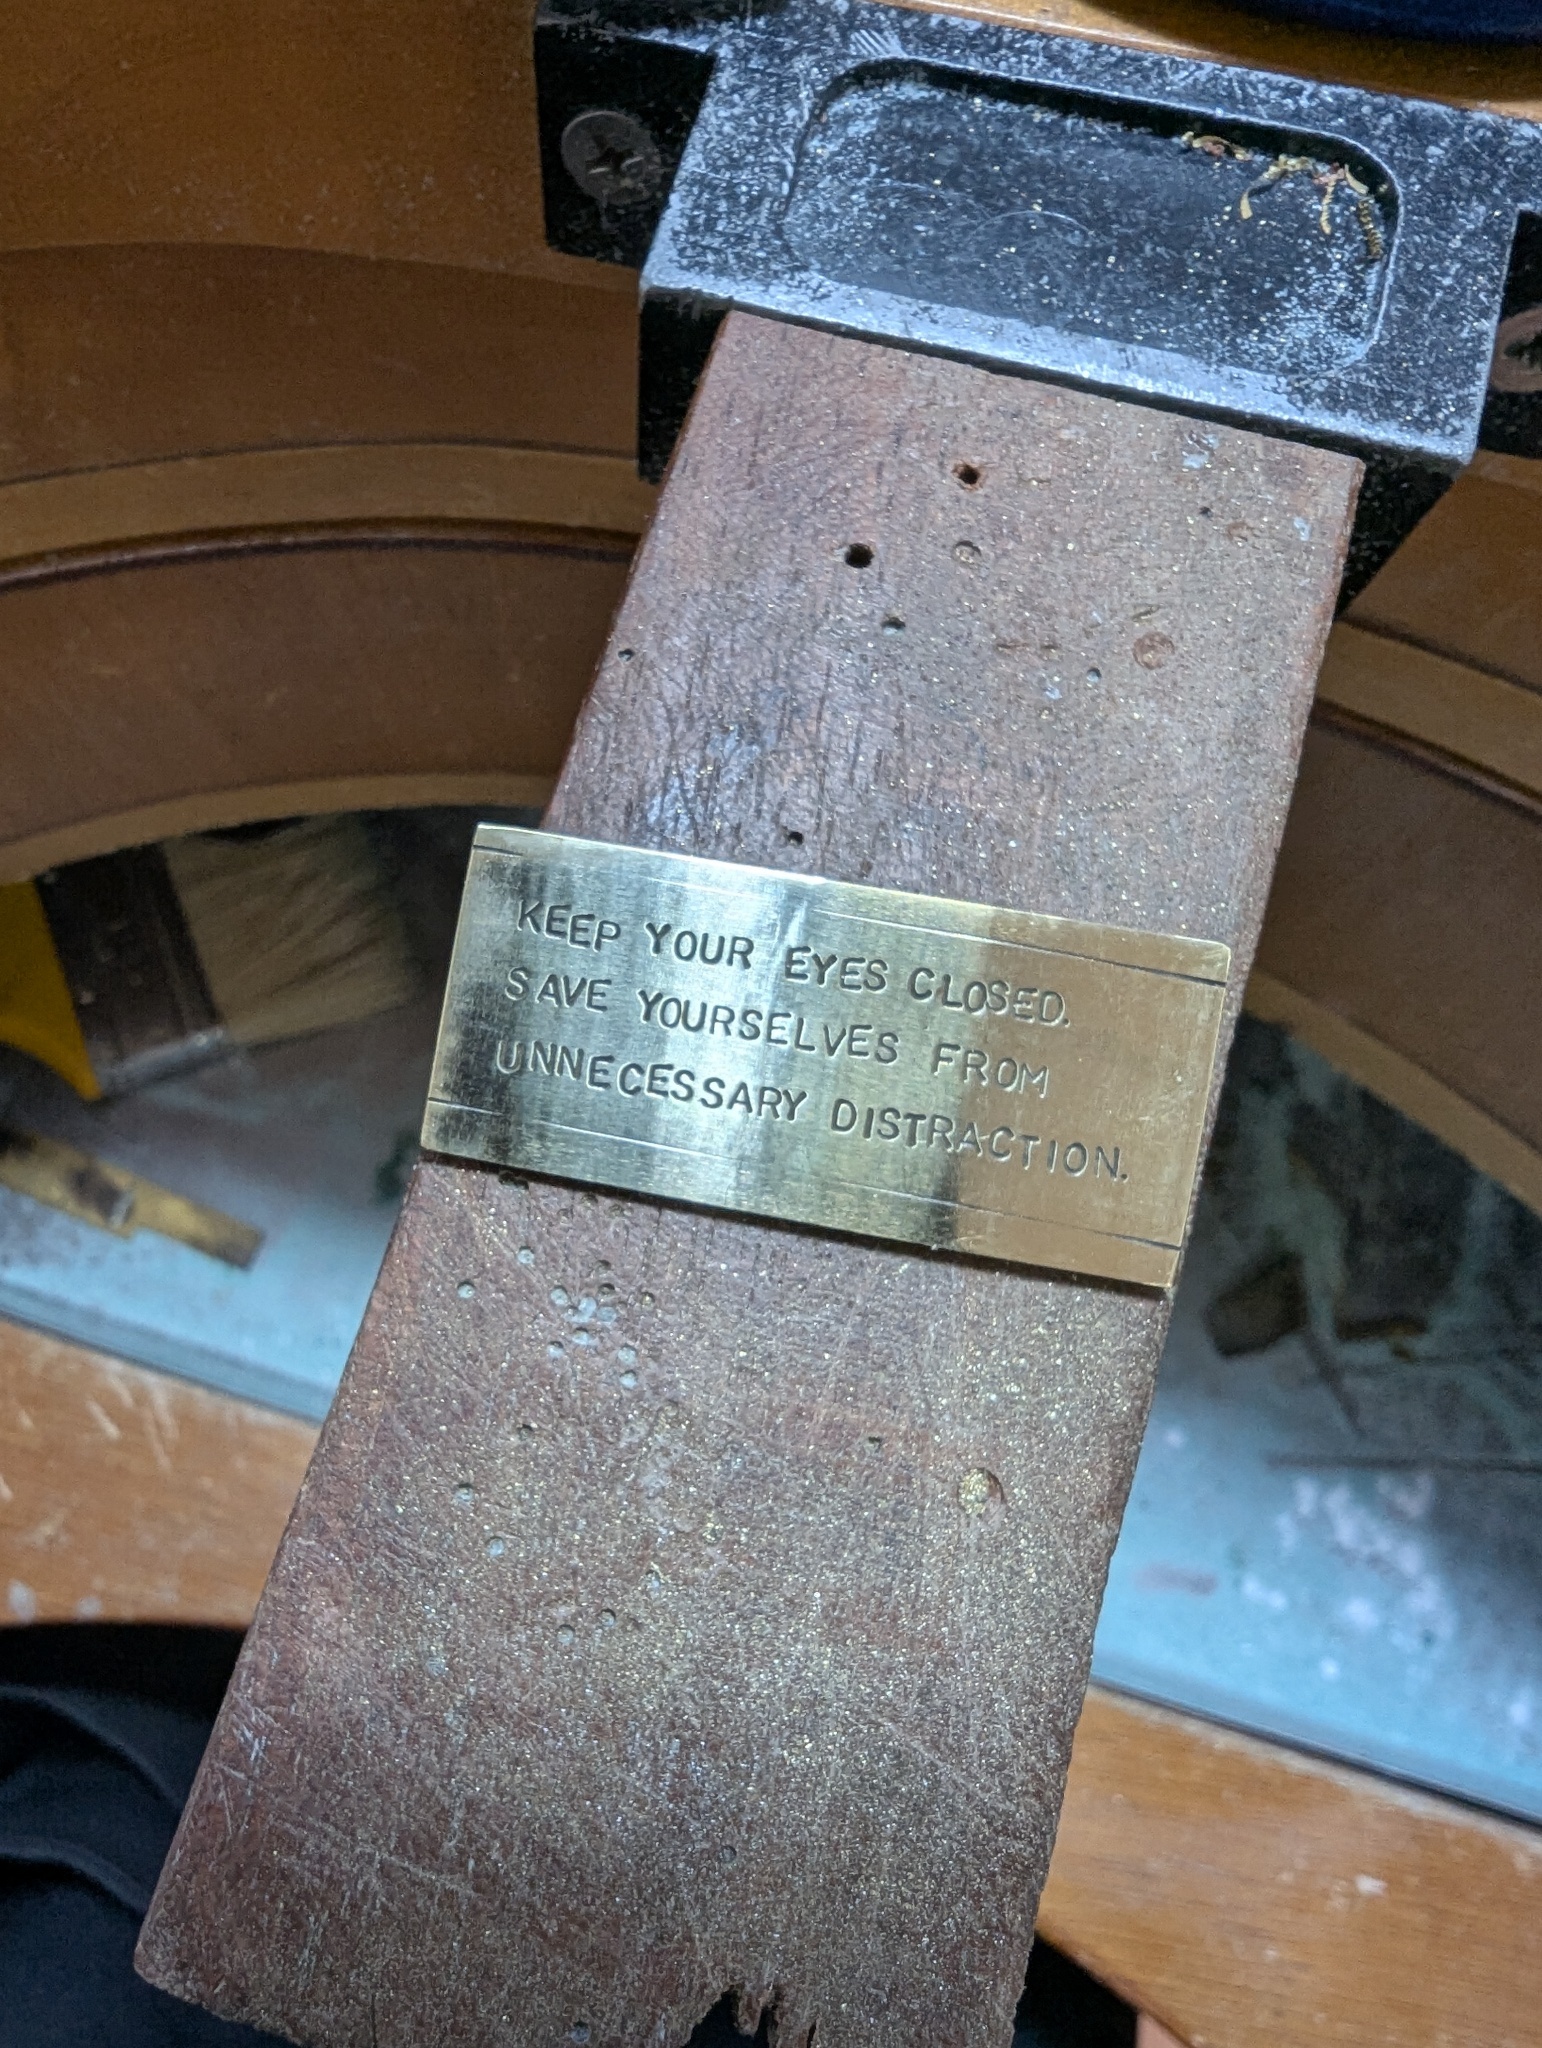 KEEP YOUR EYES CLOSED.
SAVE YOURSELVES FROM
UNNECESSARY DISTRACTION.